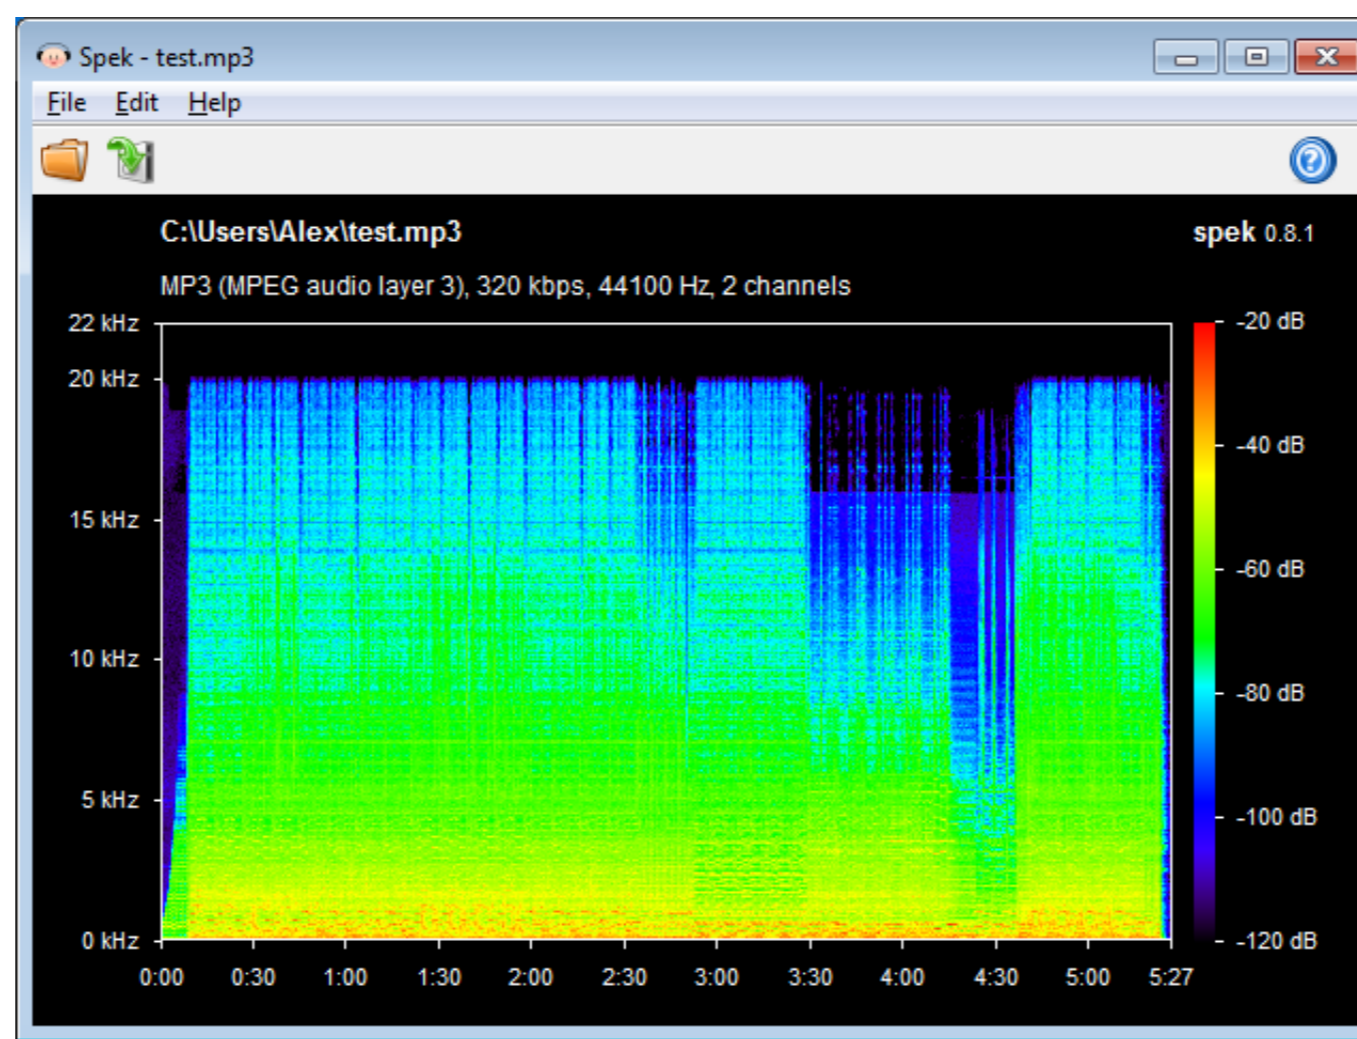 Spek - test.mp3
File Edit Help
C:\Users\Alex\test.mp3
spek 0.8.1
MP3 (MPEG audio layer 3), 320 kbps, 44100 Hz, 2 channels
22 kHz
20 kHz
15 kHz
10 kHz
5 kHz
0 kHz
-20 dB
-40 dB
-60 dB
-80 dB
-100 dB
-120 dB
0:00 0:30 1:00 1:30 2:00 2:30 3:00 3:30 4:00 4:30 5:00 5:27